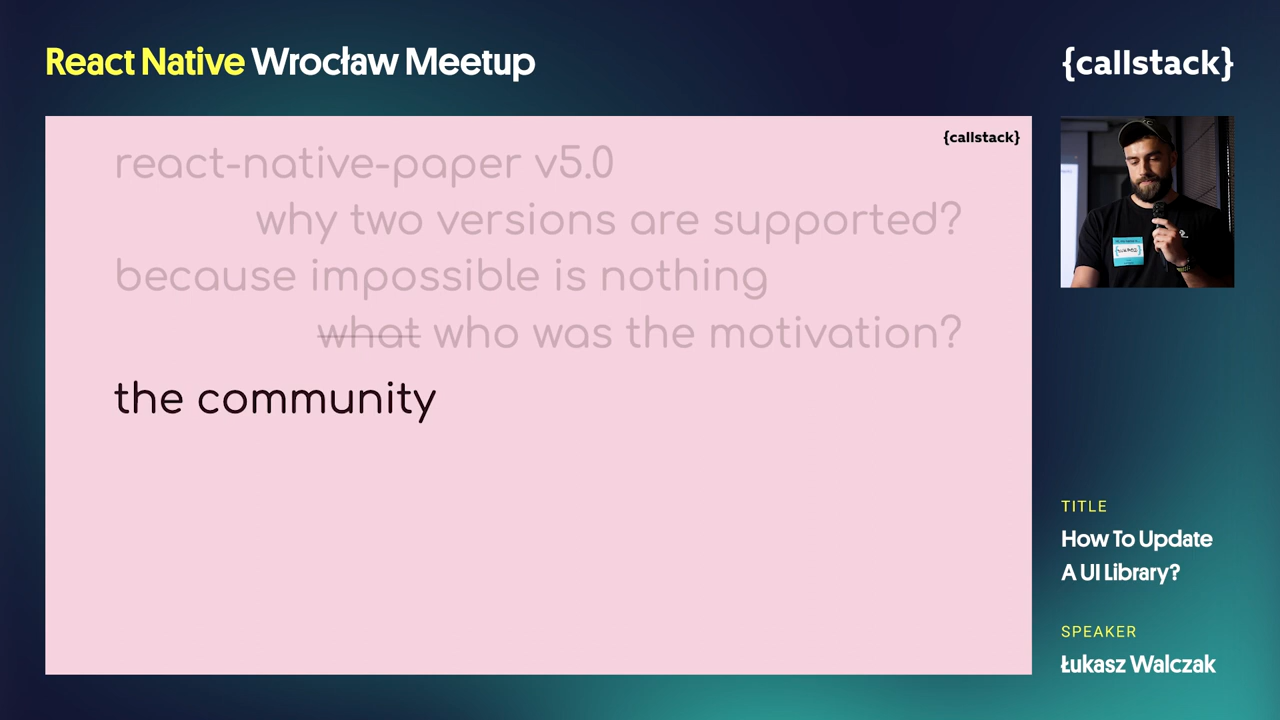 React Native Wrocław Meetup
{callstack}
{callstack}
react-native-paper v5.0
why two versions are supported?
because impossible is nothing
what who was the motivation?
the community
TITLE
How To Update
A UI Library?
SPEAKER
Łukasz Walczak